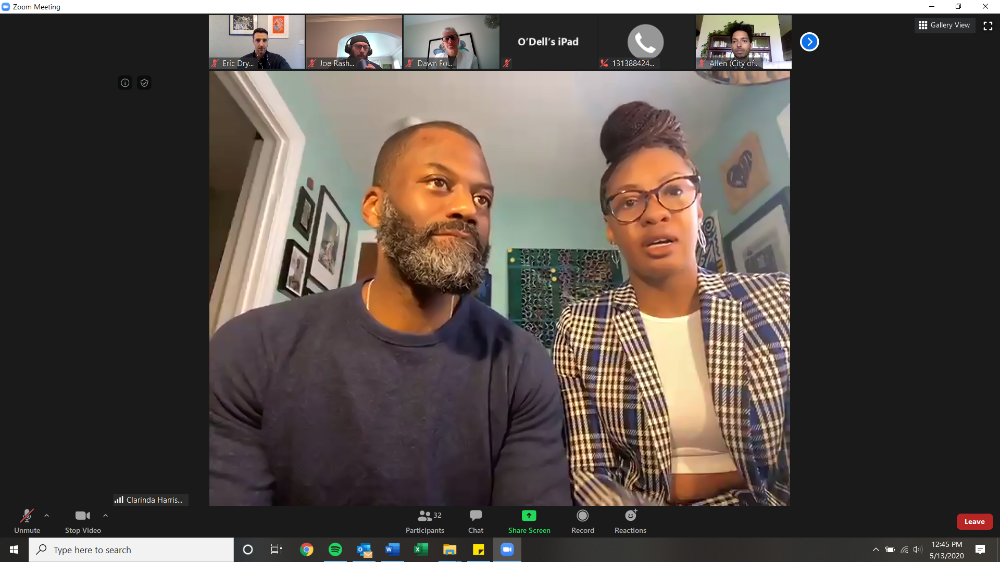 Zoom Meeting
Gallery View
Eric Dry...
Joe Rash...
Dawn Fo...
O'Dell's iPad
131388424...
Allen (City of...
Clarinda Harris...
Unmute
Stop Video
32
Participants
Chat
Share Screen
Record
Reactions
Leave
Type here to search
12:45 PM
5/13/2020